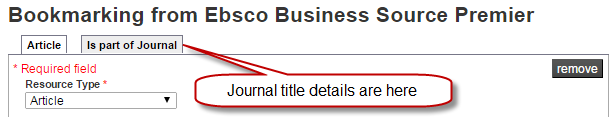 Bookmarking from Ebsco Business Source Premier
Article Is part of Journal
* Required field
remove
Resource Type *
Journal title details are here
Article